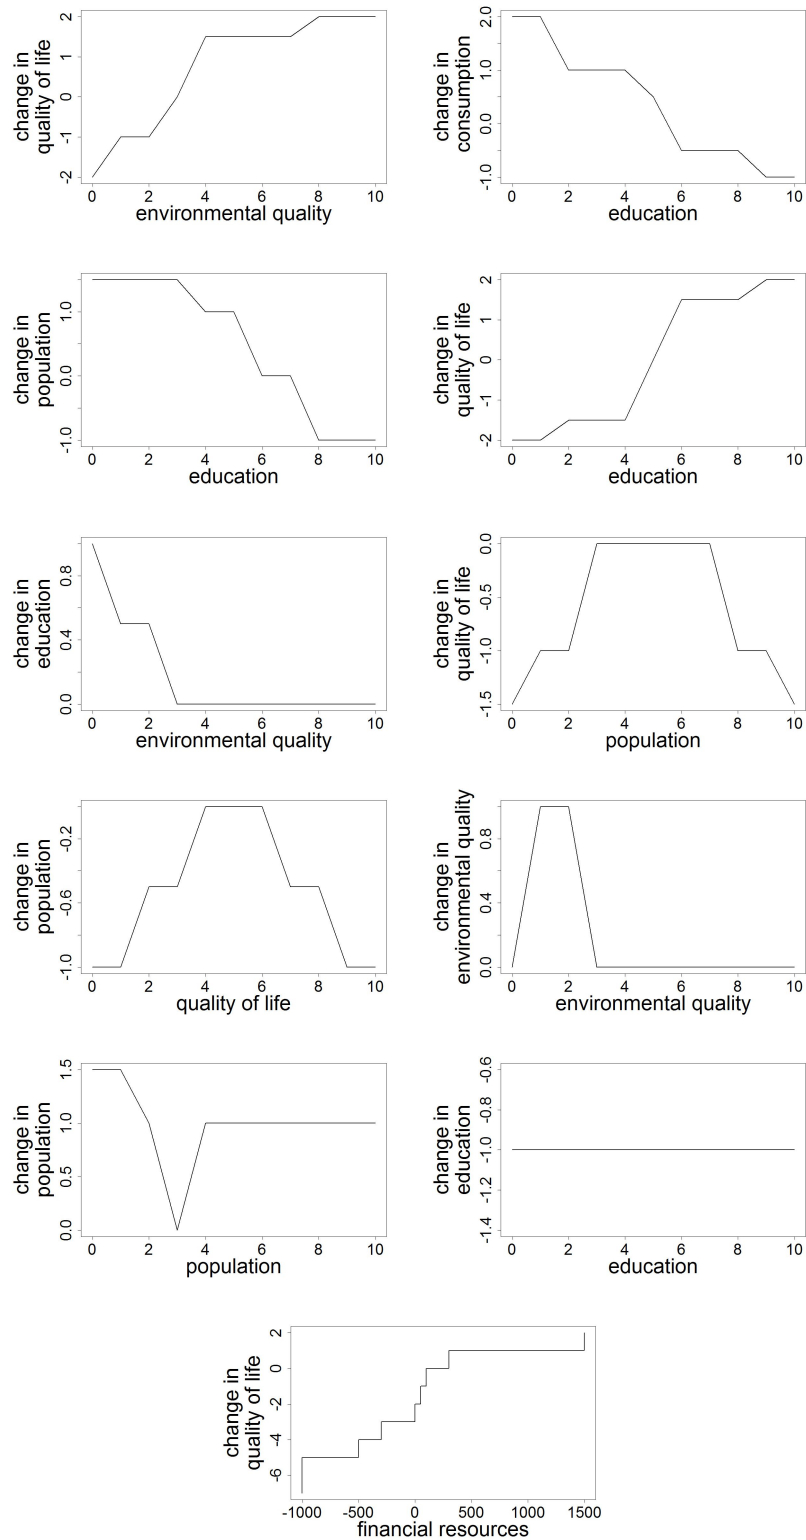 change in
quality of life
2
1
0
-1
-2
0 2 4 6 8 10
environmental quality
change in
consumption
2.0
1.0
0.0
-1.0
0 2 4 6 8 10
education
change in
population
1.0
0.0
-1.0
0 2 4 6 8 10
education
change in
quality of life
2
1
0
-1
-2
0 2 4 6 8 10
education
change in
education
0.8
0.4
0.0
0 2 4 6 8 10
environmental quality
change in
quality of life
0.0
-0.5
-1.0
-1.5
0 2 4 6 8 10
population
change in
population
-0.2
-0.6
-1.0
0 2 4 6 8 10
quality of life
change in
environmental quality
0.8
0.4
0.0
0 2 4 6 8 10
environmental quality
change in
population
1.5
1.0
0.5
0.0
0 2 4 6 8 10
population
change in
education
-0.6
-0.8
-1.0
-1.2
-1.4
0 2 4 6 8 10
education
change in
quality of life
2
0
-2
-4
-6
-1000 -500 0 500 1000 1500
financial resources